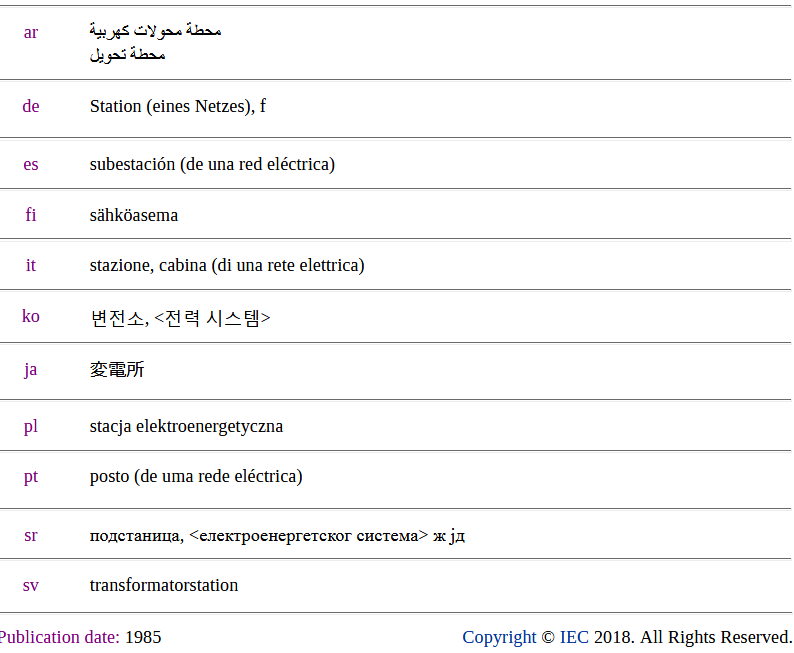 ar محطة محولات كهربية
محطة تحويل
de Station (eines Netzes), f
es subestación (de una red eléctrica)
fi sähköasema
it stazione, cabina (di una rete elettrica)
ko 변전소, <전력 시스템>
ja 変電所
pl stacja elektroenergetyczna
pt posto (de uma rede eléctrica)
sr подстаница, <електроенергетског система> ж јд
sv transformatorstation
Publication date: 1985 Copyright © IEC 2018. All Rights Reserved.